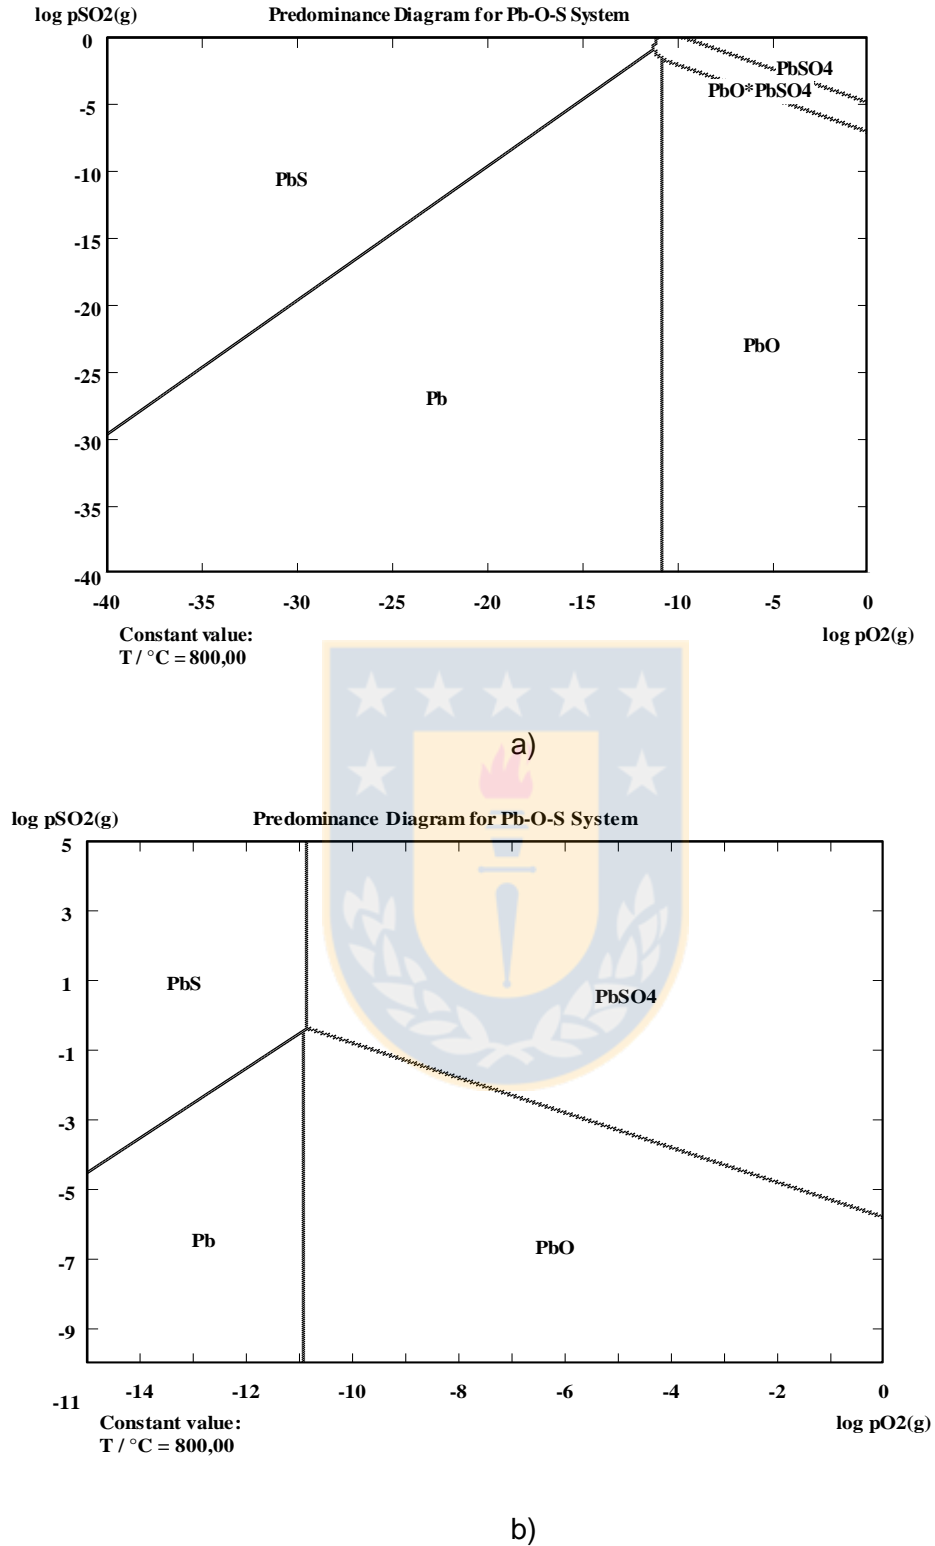 log pSO2(g)
Predominance Diagram for Pb-O-S System
0
-5
-10
-15
-20
-25
-30
-35
-40
PbSO4
PbO*PbSO4
PbS
PbO
Pb
-40 -35 -30 -25 -20 -15 -10 -5 0
Constant value:
T / °C = 800,00
log pO2(g)
a)
log pSO2(g)
Predominance Diagram for Pb-O-S System
5
3
1
-1
-3
-5
-7
-9
-11
PbS
PbSO4
Pb
PbO
-14 -12 -10 -8 -6 -4 -2 0
Constant value:
T / °C = 800,00
log pO2(g)
b)